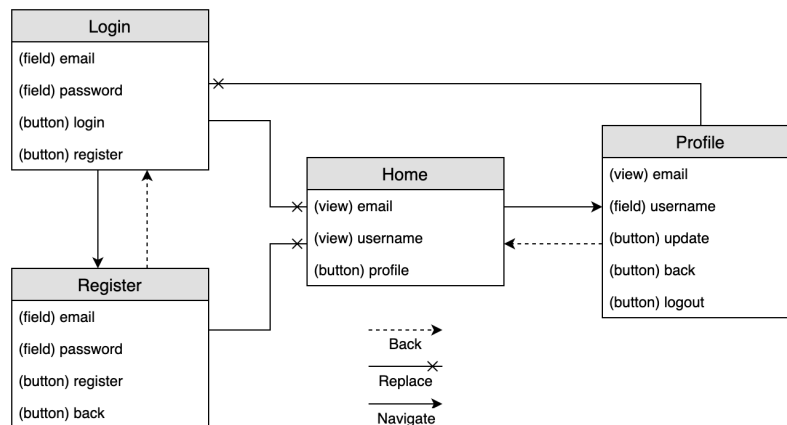 Login
(field) email
(field) password
(button) login
(button) register
Profile
(view) email
(field) username
(button) update
(button) back
(button) logout
Home
(view) email
(view) username
(button) profile
Register
(field) email
(field) password
(button) register
(button) back
Back
Replace
Navigate